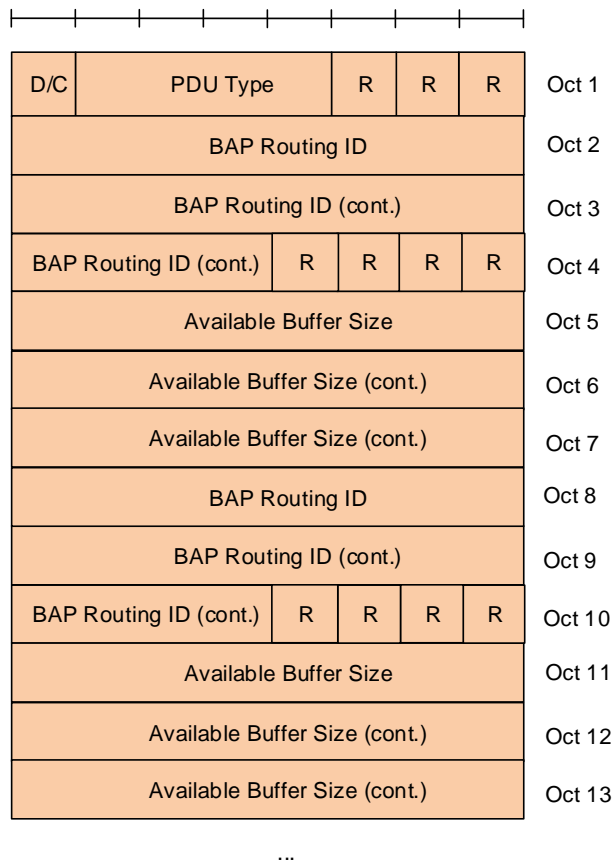 D/C PDU Type R R R Oct 1
BAP Routing ID Oct 2
BAP Routing ID (cont.) Oct 3
BAP Routing ID (cont.) R R R R Oct 4
Available Buffer Size Oct 5
Available Buffer Size (cont.) Oct 6
Available Buffer Size (cont.) Oct 7
BAP Routing ID Oct 8
BAP Routing ID (cont.) Oct 9
BAP Routing ID (cont.) R R R R Oct 10
Available Buffer Size Oct 11
Available Buffer Size (cont.) Oct 12
Available Buffer Size (cont.) Oct 13
...